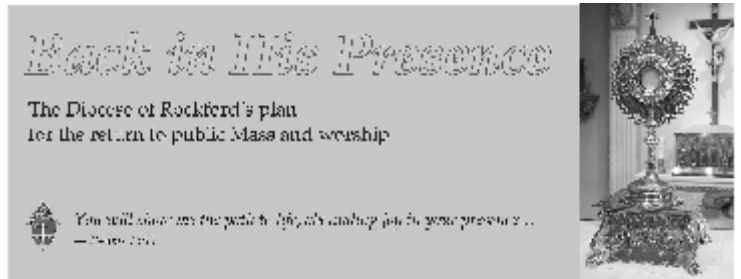 Back in His Presence
The Diocese of Rockford's plan
for the return to public Mass and worship
You will show me the path to life, abiding joy in your presence...